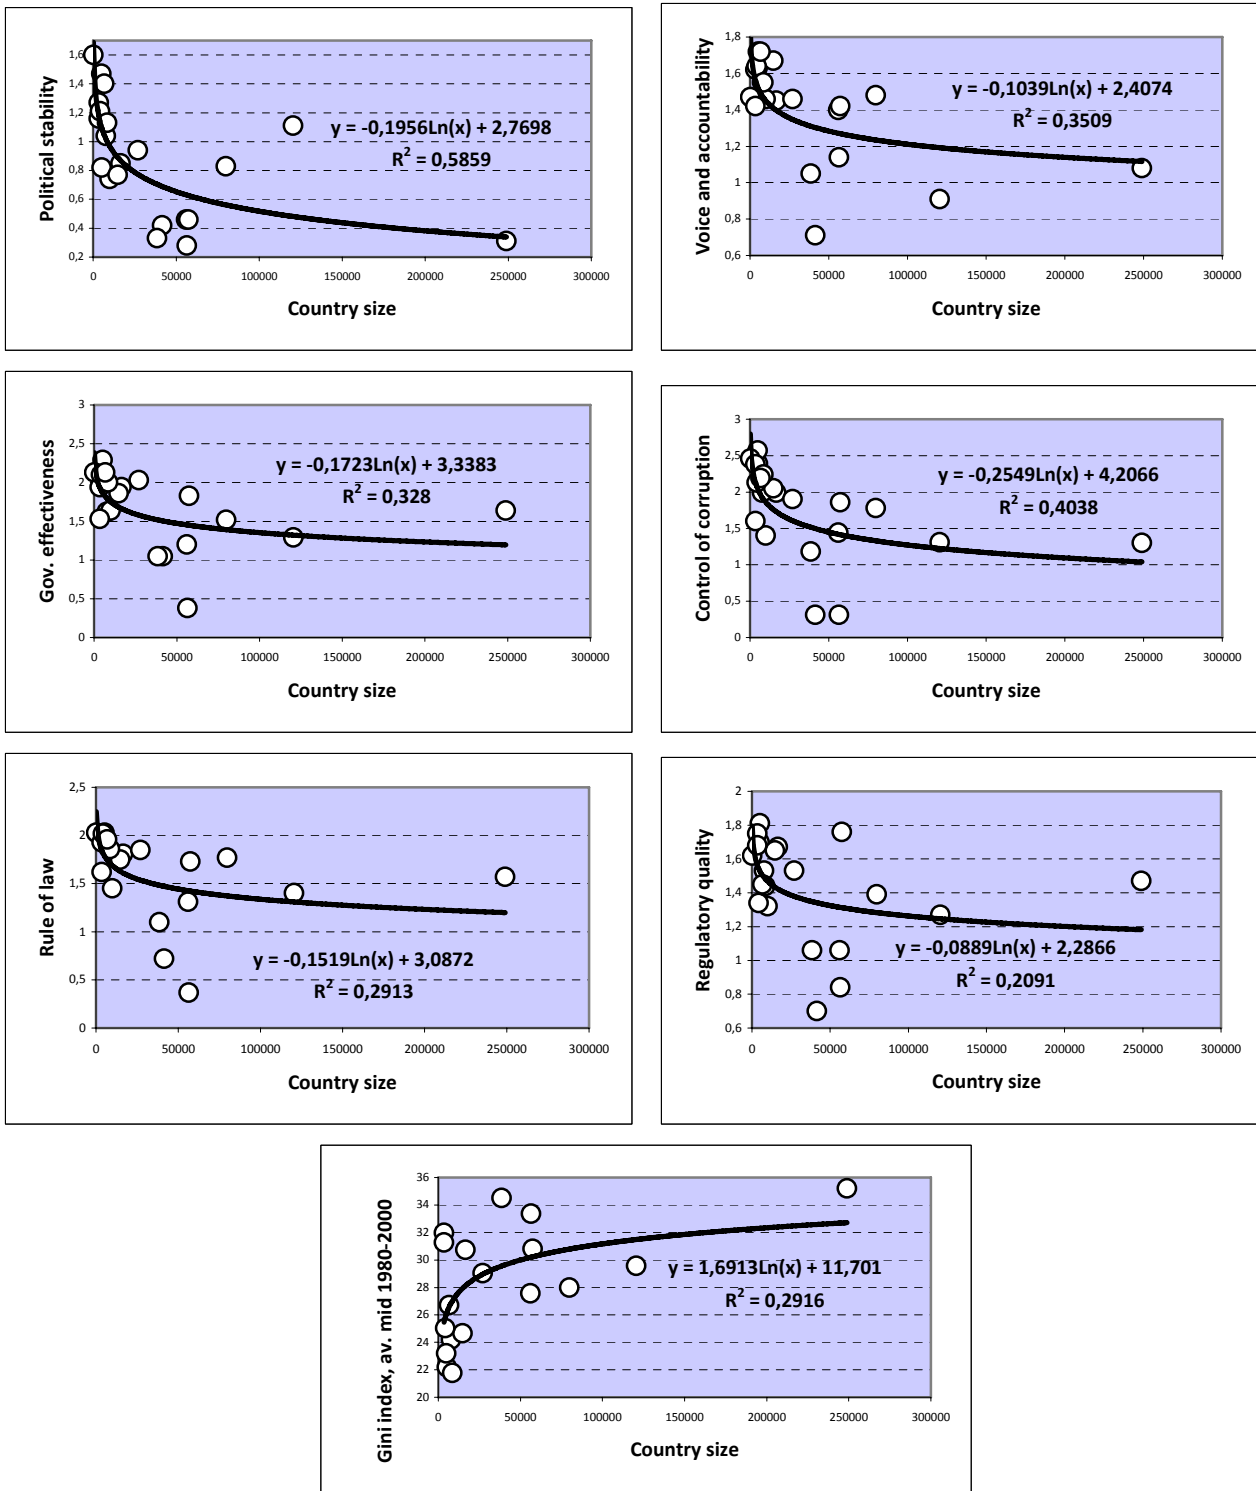 Political stability
1,6
1,4
1,2
1
0,8
0,6
0,4
0,2
y = -0,1956Ln(x) + 2,7698
R² = 0,5859
0 50000 100000 150000 200000 250000 300000
Country size
Voice and accountability
1,8
1,6
1,4
1,2
1
0,8
0,6
y = -0,1039Ln(x) + 2,4074
R² = 0,3509
0 50000 100000 150000 200000 250000 300000
Country size
Gov. effectiveness
3
2,5
2
1,5
1
0,5
0
y = -0,1723Ln(x) + 3,3383
R² = 0,328
0 50000 100000 150000 200000 250000 300000
Country size
Control of corruption
3
2,5
2
1,5
1
0,5
0
y = -0,2549Ln(x) + 4,2066
R² = 0,4038
0 50000 100000 150000 200000 250000 300000
Country size
Rule of law
2,5
2
1,5
1
0,5
0
y = -0,1519Ln(x) + 3,0872
R² = 0,2913
0 50000 100000 150000 200000 250000 300000
Country size
Regulatory quality
2
1,8
1,6
1,4
1,2
1
0,8
0,6
y = -0,0889Ln(x) + 2,2866
R² = 0,2091
0 50000 100000 150000 200000 250000 300000
Country size
Gini index, av. mid 1980-2000
36
34
32
30
28
26
24
22
20
y = 1,6913Ln(x) + 11,701
R² = 0,2916
0 50000 100000 150000 200000 250000 300000
Country size